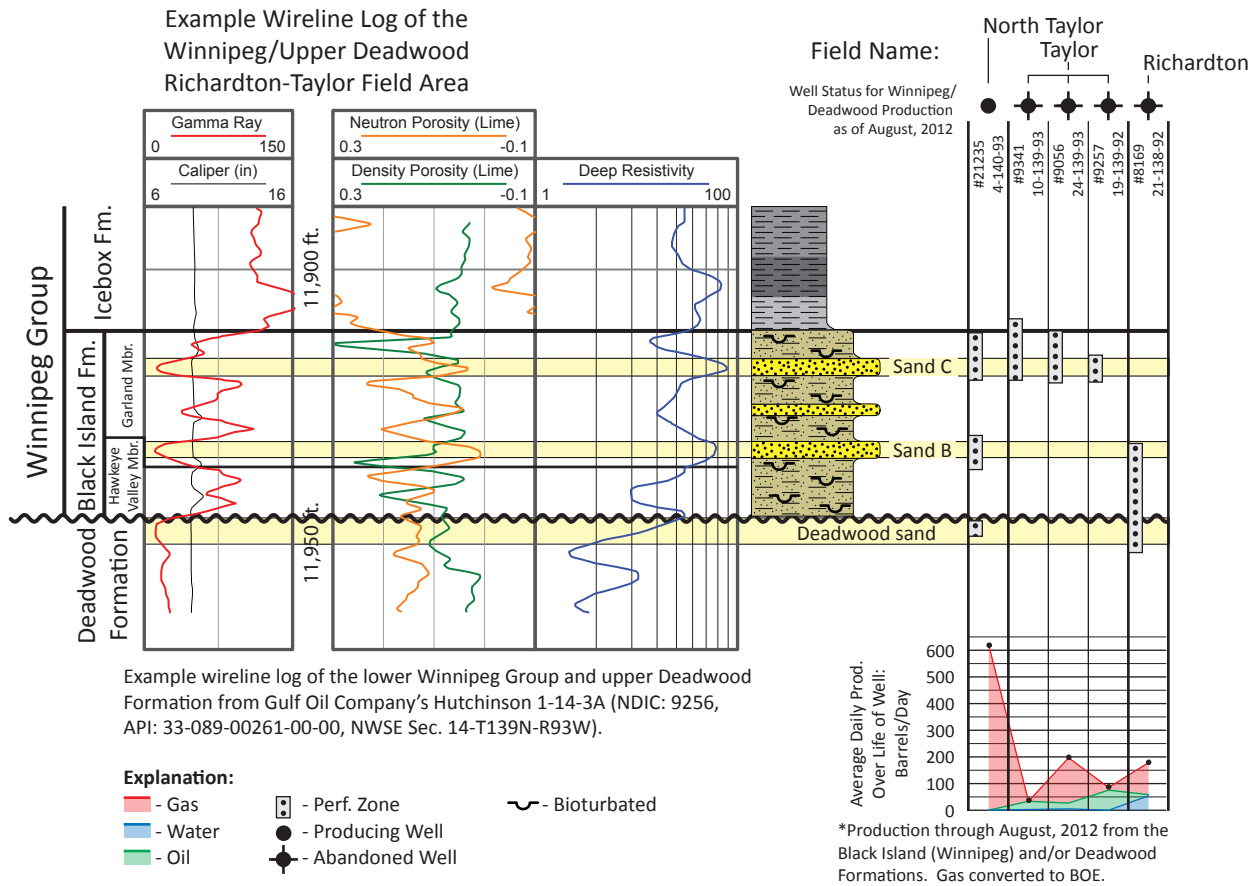 Example Wireline Log of the
Winnipeg/Upper Deadwood
Richardton-Taylor Field Area
Field Name:
North Taylor
Taylor
Richardton
Well Status for Winnipeg/
Deadwood Production
as of August, 2012
#21235
4-140-93
#9341
10-139-93
#9056
24-139-93
#9257
19-139-92
#8169
21-138-92
Gamma Ray
0 150
Caliper (in)
6 16
Neutron Porosity (Lime)
0.3 -0.1
Density Porosity (Lime)
0.3 -0.1
Deep Resistivity
1 100
Winnipeg Group
Icebox Fm.
Black Island Fm.
Garland Mbr.
Hawkeye
Valley Mbr.
Deadwood
Formation
11,900 ft.
11,950 ft.
Sand C
Sand B
Deadwood sand
Example wireline log of the lower Winnipeg Group and upper Deadwood
Formation from Gulf Oil Company's Hutchinson 1-14-3A (NDIC: 9256,
API: 33-089-00261-00-00, NWSE Sec. 14-T139N-R93W).
Explanation:
- Gas
- Water
- Oil
- Perf. Zone
- Producing Well
- Abandoned Well
- Bioturbated
Average Daily Prod.
Over Life of Well:
Barrels/Day
600
500
400
300
200
100
0
*Production through August, 2012 from the
Black Island (Winnipeg) and/or Deadwood
Formations. Gas converted to BOE.